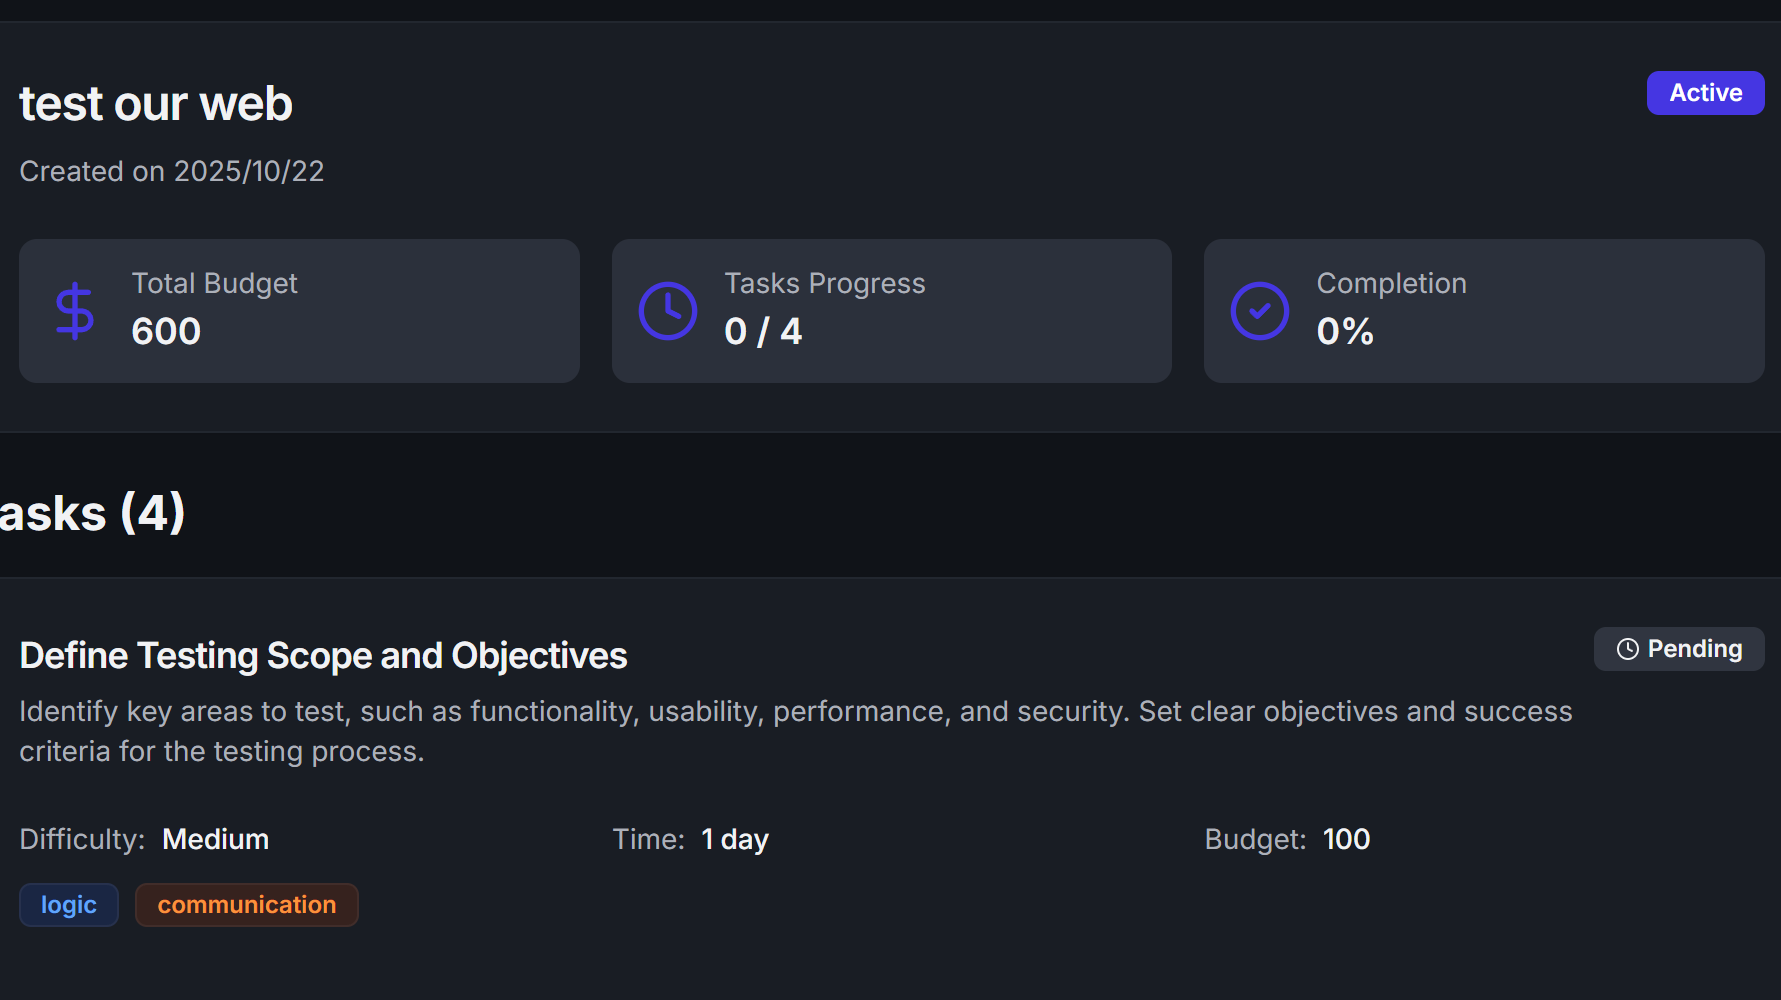 test our web
Active
Created on 2025/10/22
Total Budget
600
Tasks Progress
0 / 4
Completion
0%
asks (4)
Define Testing Scope and Objectives
Pending
Identify key areas to test, such as functionality, usability, performance, and security. Set clear objectives and success
criteria for the testing process.
Difficulty: Medium
Time: 1 day
Budget: 100
logic
communication